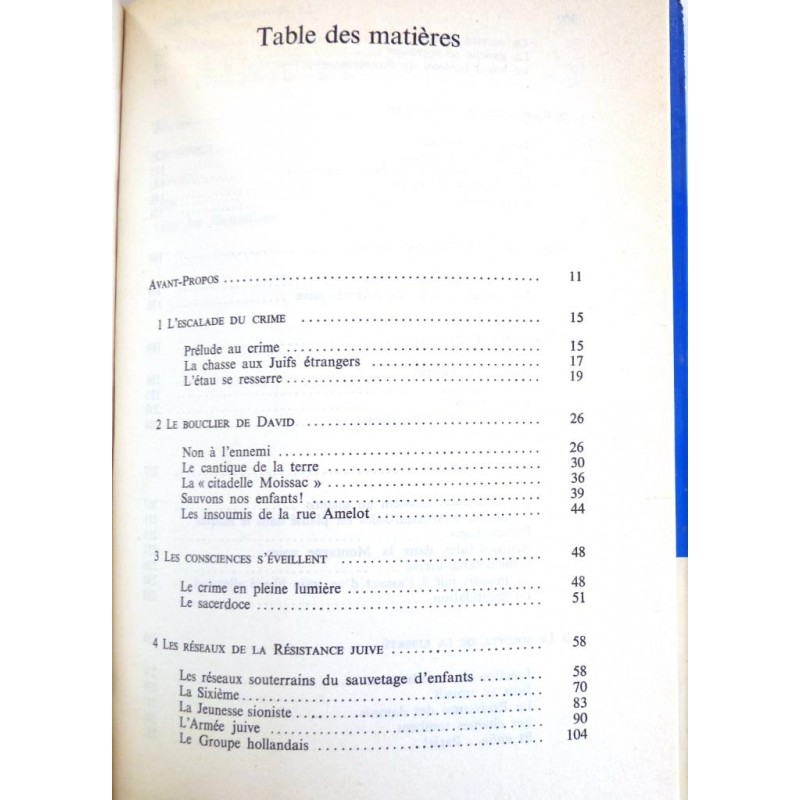 Table des matières
AVANT-PROPOS ........ 11
1 L'ESCALADE DU CRIME ........ 15
Prélude au crime ........ 15
La chasse aux Juifs étrangers ........ 17
L'étau se resserre ........ 19
2 LE BOUCLIER DE DAVID ........ 26
Non à l'ennemi ........ 26
Le cantique de la terre ........ 30
La « citadelle Moissac » ........ 36
Sauvons nos enfants! ........ 39
Les insoumis de la rue Amelot ........ 44
3 LES CONSCIENCES S'ÉVEILLENT ........ 48
Le crime en pleine lumière ........ 48
Le sacerdoce ........ 51
4 LES RÉSEAUX DE LA RÉSISTANCE JUIVE ........ 58
Les réseaux souterrains du sauvetage d'enfants ........ 58
La Sixième ........ 70
La Jeunesse sioniste ........ 83
L'Armée juive ........ 90
Le Groupe hollandais ........ 104